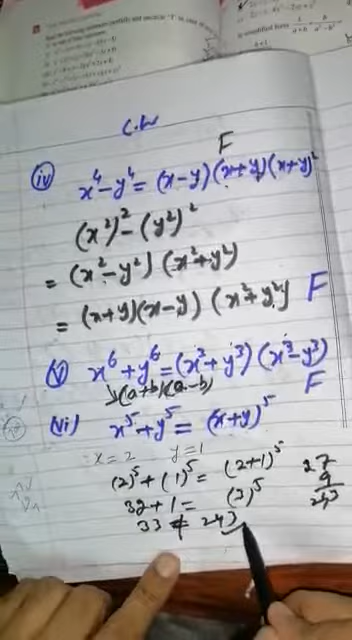 C.W
F
(iv) x⁴-y⁴ = (x-y)(x+y)(x+y)²
(x²)² - (y²)²
= (x²-y²) (x²+y²)
= (x+y)(x-y) (x²+y²) F
(v) x⁶+y⁶ = (x³+y³)(x³-y³)
↘(a+b)(a-b) F
(vi) x⁵+y⁵ = (x+y)⁵
x=2 y=1
(2)⁵+(1)⁵ = (2+1)⁵ 27
32+1 = (3)⁵ 9
33 ≠ 243 243